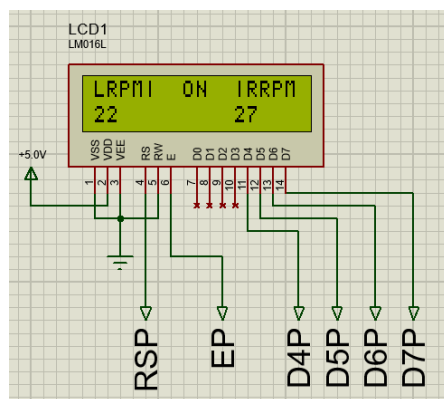 LCD1
LM016L
LRPMI ON IRRPM
22 27
+5.0V
VSS VDD VEE RS RW E D0 D1 D2 D3 D4 D5 D6 D7
1 2 3 4 5 6 7 8 9 10 11 12 13 14
RSP EP D4P D5P D6P D7P